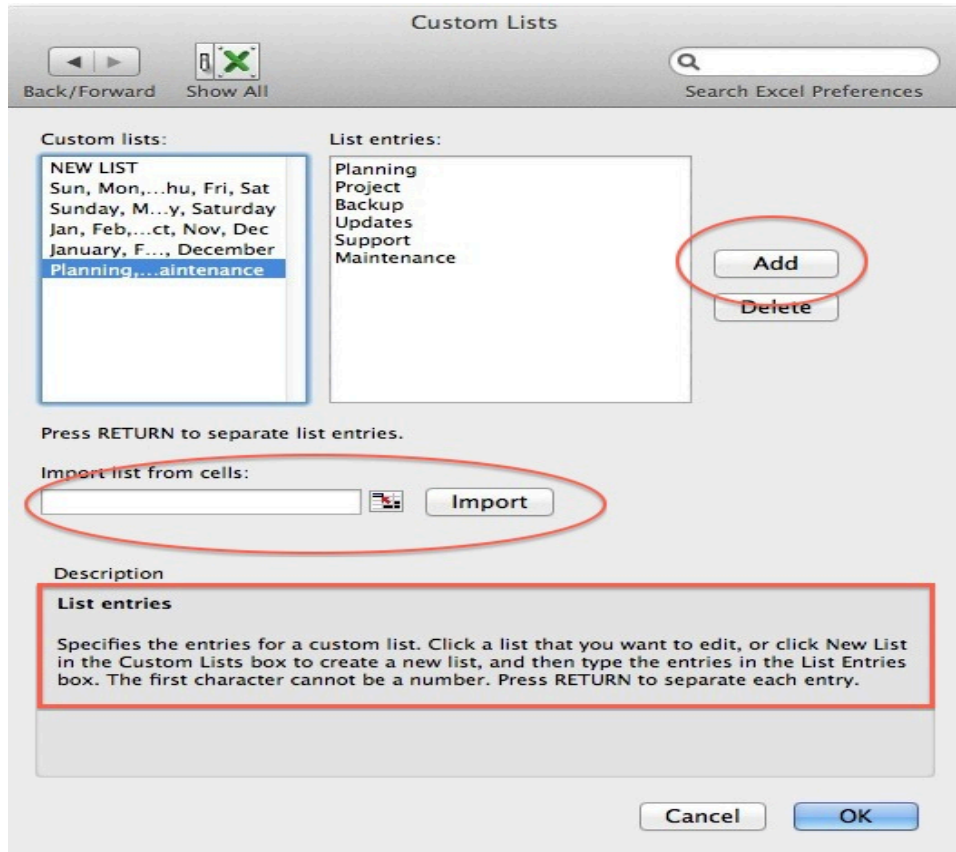 Custom Lists
Back/Forward
Show All
Search Excel Preferences
Custom lists:
List entries:
NEW LIST
Sun, Mon,...hu, Fri, Sat
Sunday, M...y, Saturday
Jan, Feb,...ct, Nov, Dec
January, F..., December
Planning,...aintenance
Planning
Project
Backup
Updates
Support
Maintenance
Add
Delete
Press RETURN to separate list entries.
Import list from cells:
Import
Description
List entries
Specifies the entries for a custom list. Click a list that you want to edit, or click New List
in the Custom Lists box to create a new list, and then type the entries in the List Entries
box. The first character cannot be a number. Press RETURN to separate each entry.
Cancel
OK